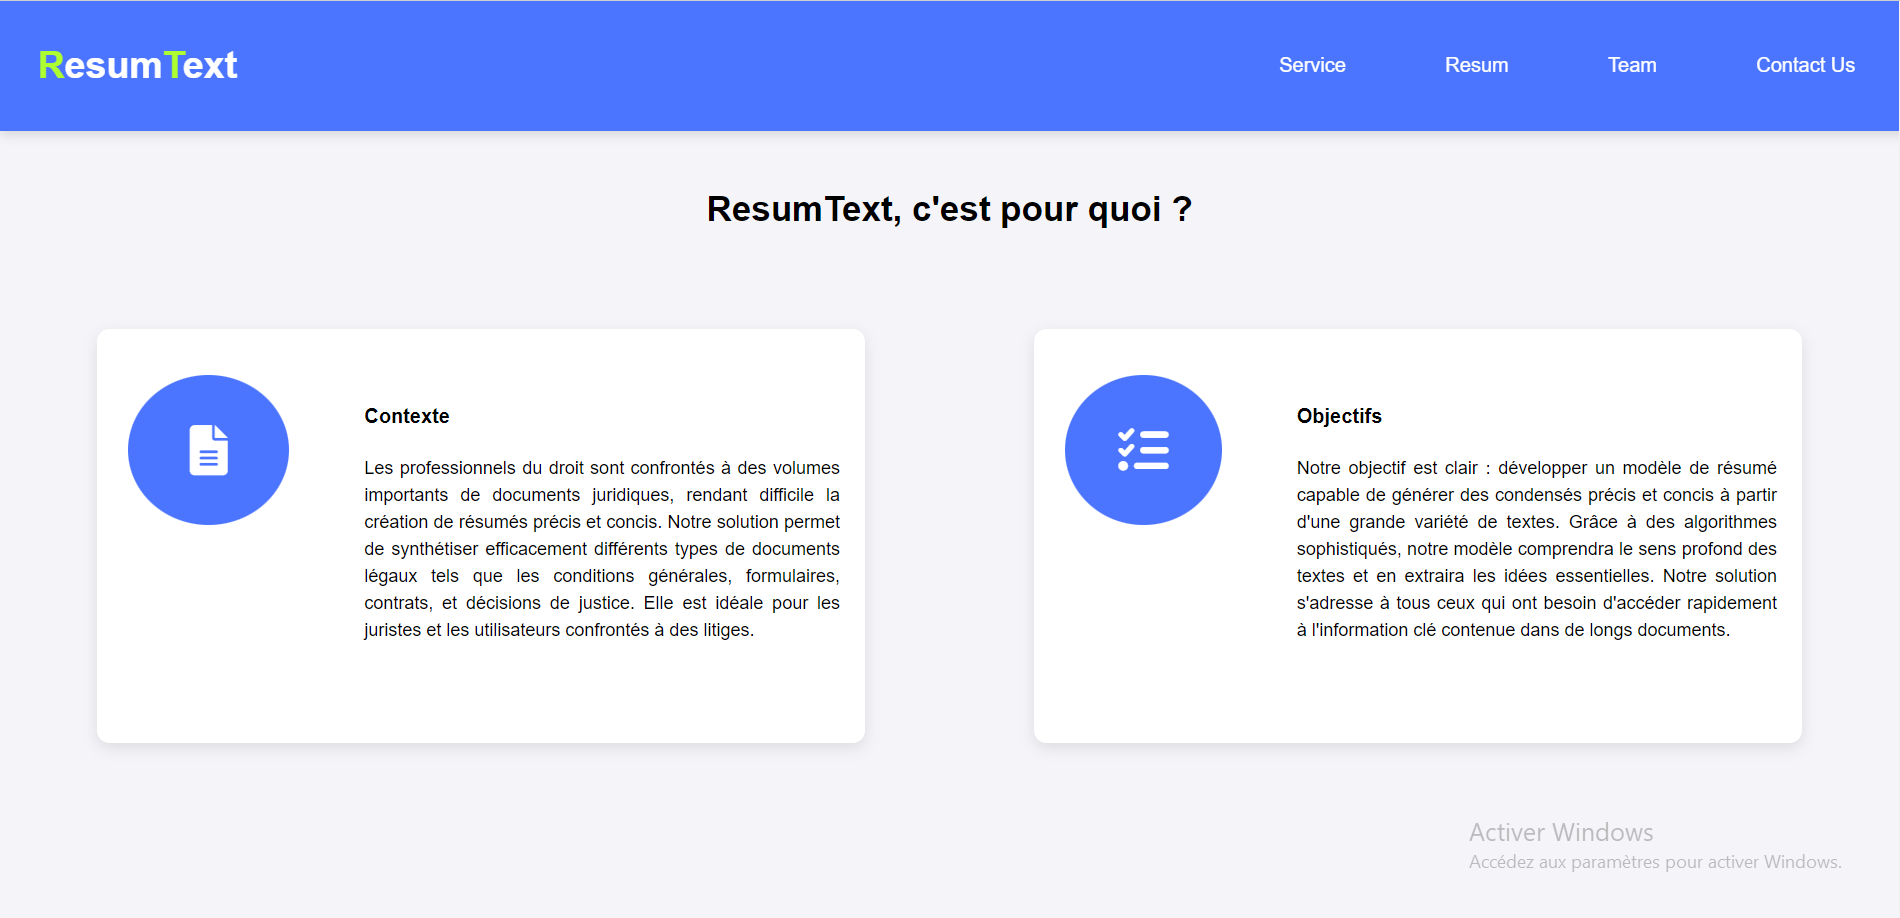 ResumText
Service
Resum
Team
Contact Us
ResumText, c'est pour quoi ?
Contexte
Les professionnels du droit sont confrontés à des volumes
importants de documents juridiques, rendant difficile la
création de résumés précis et concis. Notre solution permet
de synthétiser efficacement différents types de documents
légaux tels que les conditions générales, formulaires,
contrats, et décisions de justice. Elle est idéale pour les
juristes et les utilisateurs confrontés à des litiges.
Objectifs
Notre objectif est clair : développer un modèle de résumé
capable de générer des condensés précis et concis à partir
d'une grande variété de textes. Grâce à des algorithmes
sophistiqués, notre modèle comprendra le sens profond des
textes et en extraira les idées essentielles. Notre solution
s'adresse à tous ceux qui ont besoin d'accéder rapidement
à l'information clé contenue dans de longs documents.
Activer Windows
Accédez aux paramètres pour activer Windows.